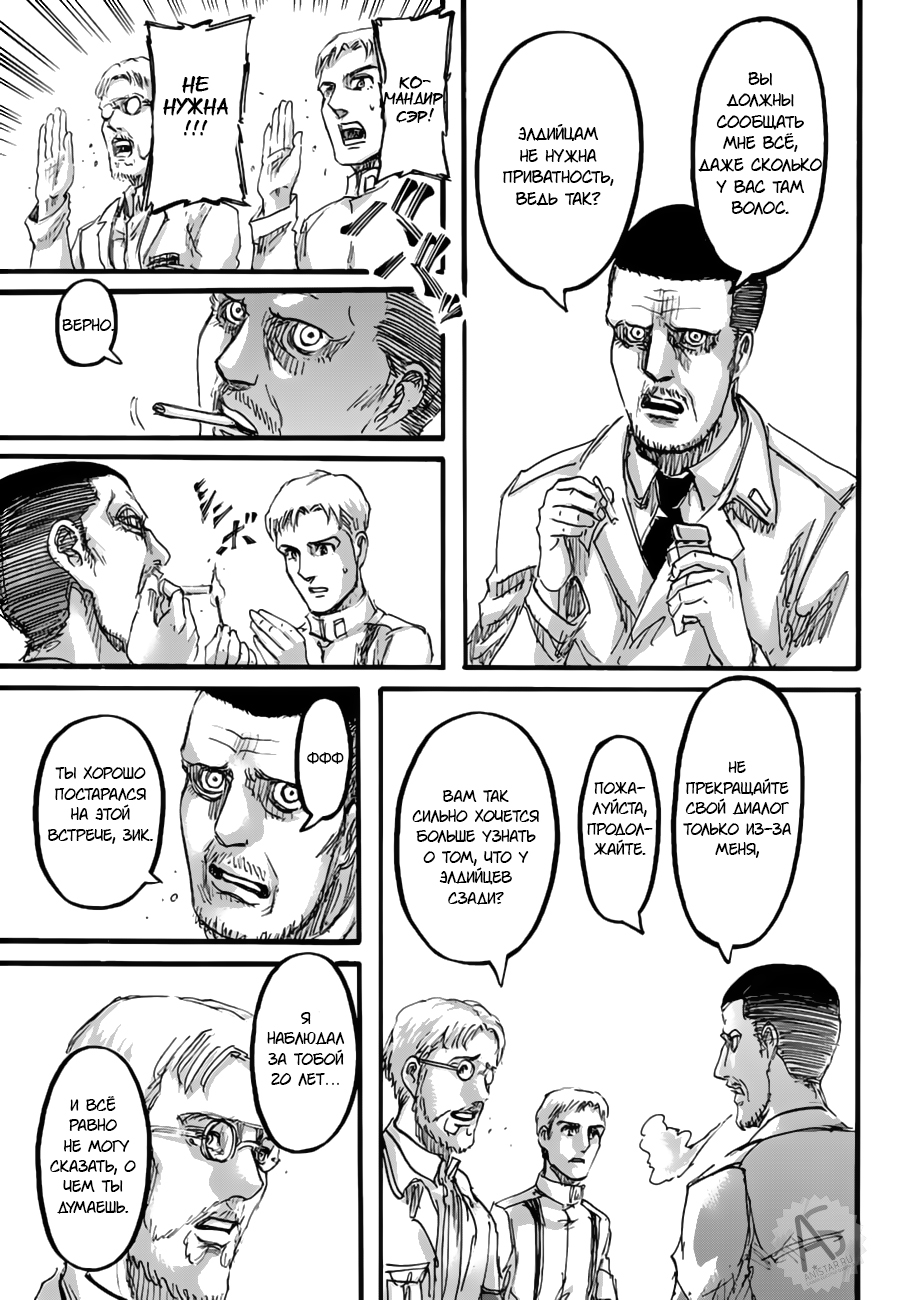 ВЫ
ДОЛЖНЫ
СООБЩАТЬ
МНЕ ВСЁ,
ДАЖЕ СКОЛЬКО
У ВАС ТАМ
ВОЛОС.
ЭЛДИЙЦАМ
НЕ НУЖНА
ПРИВАТНОСТЬ,
ВЕДЬ ТАК?
КО-
МАНДИР
СЭР!
НЕ
НУЖНА
!!!
ВЕРНО.
ボ
НЕ
ПРЕКРАЩАЙТЕ
СВОЙ ДИАЛОГ
ТОЛЬКО ИЗ-ЗА
МЕНЯ,
ПОЖА-
ЛУЙСТА,
ПРОДОЛ-
ЖАЙТЕ.
ВАМ ТАК
СИЛЬНО ХОЧЕТСЯ
БОЛЬШЕ УЗНАТЬ
О ТОМ, ЧТО У
ЭЛДИЙЦЕВ
СЗАДИ?
ФФФ
ТЫ ХОРОШО
ПОСТАРАЛСЯ
НА ЭТОЙ
ВСТРЕЧЕ, ЗИК.
Я
НАБЛЮДАЛ
ЗА ТОБОЙ
20 ЛЕТ...
И ВСЁ
РАВНО
НЕ МОГУ
СКАЗАТЬ, О
ЧЕМ ТЫ
ДУМАЕШЬ.
AS
ANISTAR.RU